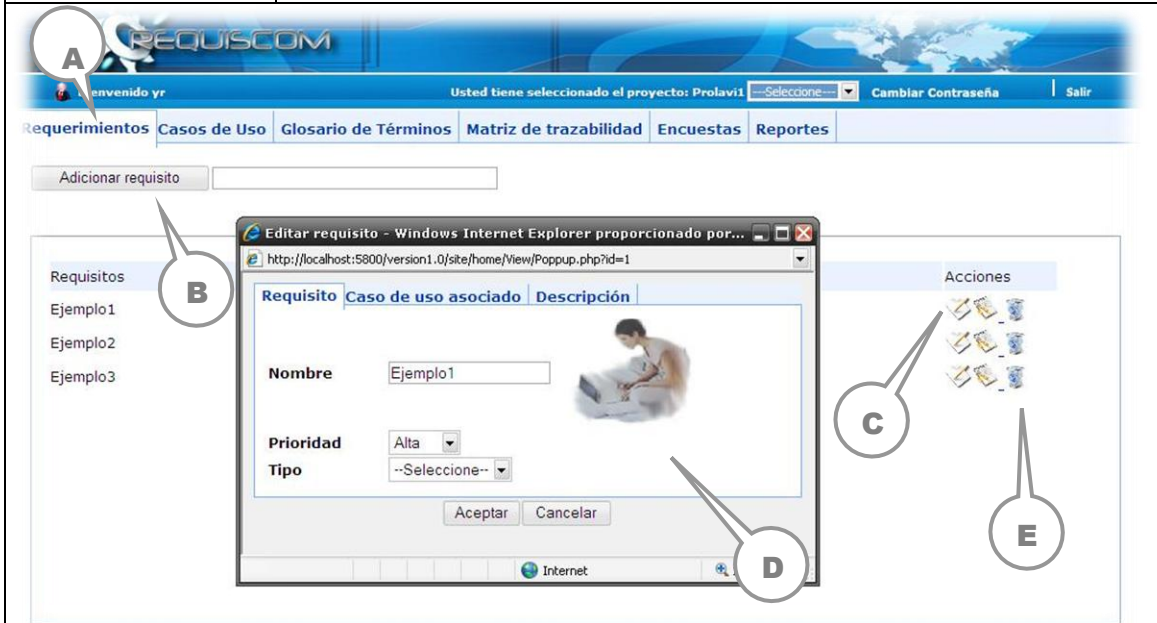 REQUISCOM
A
Bienvenido yr Usted tiene seleccionado el proyecto: Prolavi1 ---Seleccione--- Cambiar Contraseña Salir
Requerimientos Casos de Uso Glosario de Términos Matriz de trazabilidad Encuestas Reportes
Adicionar requisito
Editar requisito - Windows Internet Explorer proporcionado por...
http://localhost:5800/version1.0/site/home/View/Poppup.php?id=1
Requisitos Acciones
B
Requisito Caso de uso asociado Descripción
Ejemplo1
Ejemplo2
Ejemplo3
Nombre Ejemplo1
C
Prioridad Alta
Tipo --Seleccione--
Aceptar Cancelar
E
D
Internet